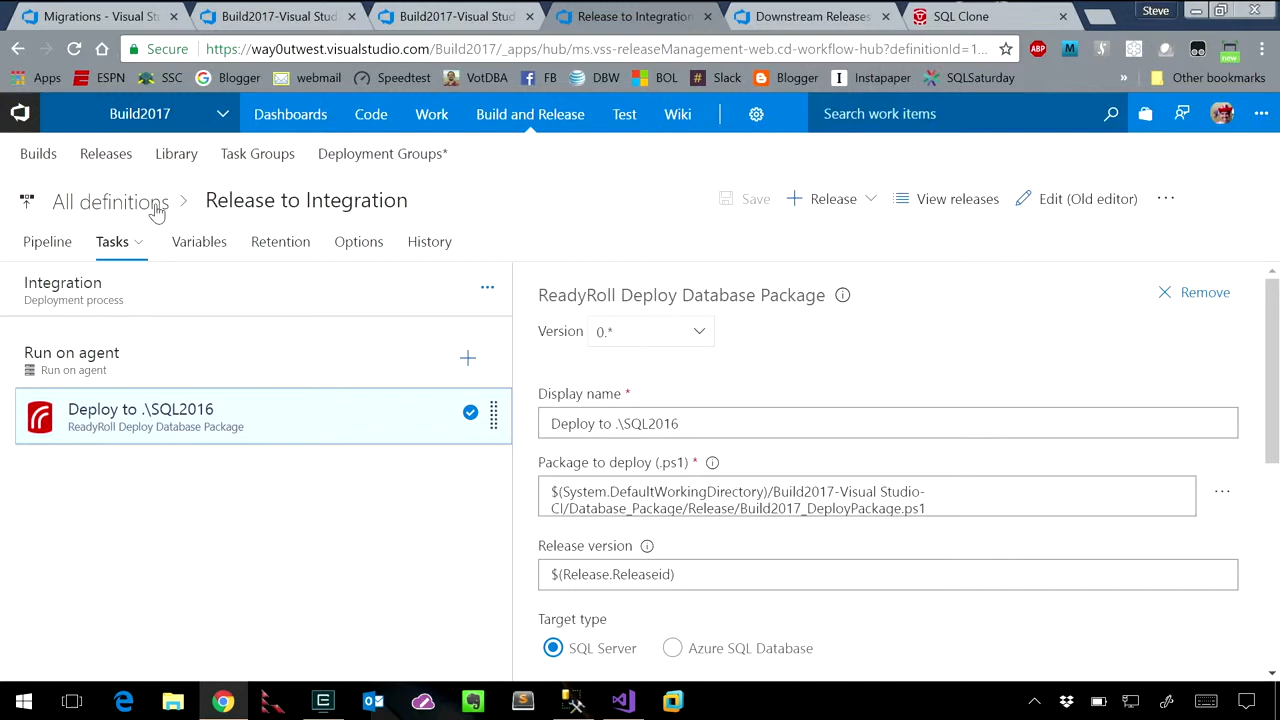 Migrations - Visual St
Build2017-Visual Studi
Build2017-Visual Studi
Release to Integration
Downstream Releases
SQL Clone
Steve
Secure
https://way0utwest.visualstudio.com/Build2017/_apps/hub/ms.vss-releaseManagement-web.cd-workflow-hub?definitionId=1...
ABP
M
new
Apps
ESPN
SSC
Blogger
webmail
Speedtest
VotDBA
FB
DBW
BOL
Slack
Blogger
Instapaper
SQLSaturday
»
Other bookmarks
Build2017
Dashboards
Code
Work
Build and Release
Test
Wiki
Search work items
Builds
Releases
Library
Task Groups
Deployment Groups*
All definitions > Release to Integration
Save
Release
View releases
Edit (Old editor)
Pipeline
Tasks
Variables
Retention
Options
History
Integration
Deployment process
Run on agent
Run on agent
Deploy to .\SQL2016
ReadyRoll Deploy Database Package
ReadyRoll Deploy Database Package
Remove
Version
0.*
Display name *
Deploy to .\SQL2016
Package to deploy (.ps1) *
$(System.DefaultWorkingDirectory)/Build2017-Visual Studio-
CI/Database_Package/Release/Build2017_DeployPackage.ps1
Release version
$(Release.Releaseid)
Target type
SQL Server
Azure SQL Database